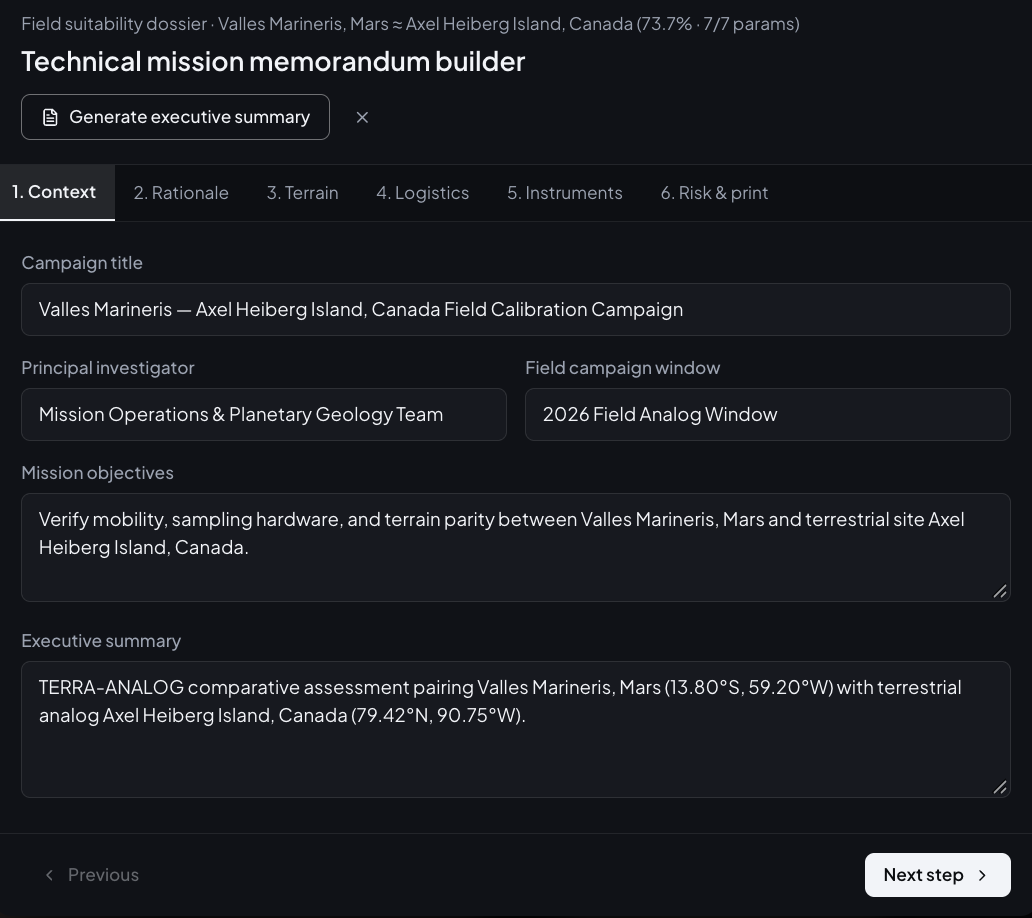 Field suitability dossier · Valles Marineris, Mars ≈ Axel Heiberg Island, Canada (73.7% · 7/7 params)
Technical mission memorandum builder
Generate executive summary
1. Context
2. Rationale
3. Terrain
4. Logistics
5. Instruments
6. Risk & print
Campaign title
Valles Marineris — Axel Heiberg Island, Canada Field Calibration Campaign
Principal investigator
Field campaign window
Mission Operations & Planetary Geology Team
2026 Field Analog Window
Mission objectives
Verify mobility, sampling hardware, and terrain parity between Valles Marineris, Mars and terrestrial site Axel
Heiberg Island, Canada.
Executive summary
TERRA-ANALOG comparative assessment pairing Valles Marineris, Mars (13.80°S, 59.20°W) with terrestrial
analog Axel Heiberg Island, Canada (79.42°N, 90.75°W).
Previous
Next step